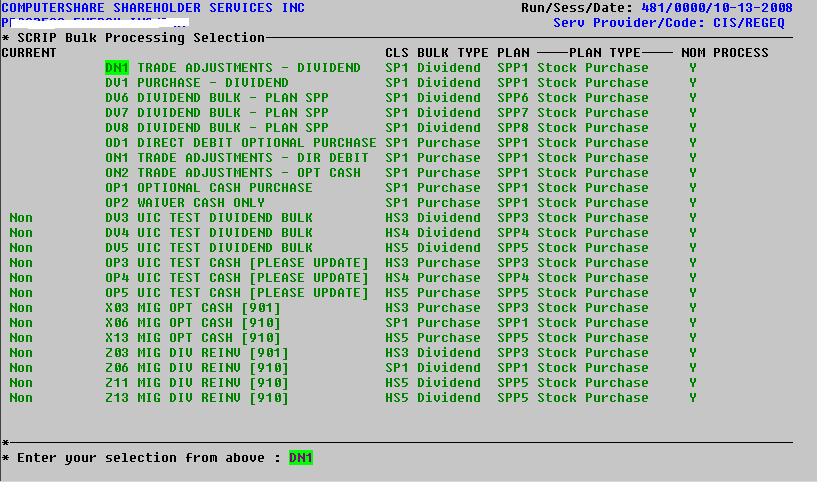 COMPUTERSHARE SHAREHOLDER SERVICES INC Run/Sess/Date: 481/0000/10-13-2008
Serv Provider/Code: CIS/REGEQ
* SCRIP Bulk Processing Selection
CURRENT CLS BULK TYPE PLAN ——PLAN TYPE—— NOM PROCESS
DN1 TRADE ADJUSTMENTS - DIVIDEND SP1 Dividend SPP1 Stock Purchase Y
DV1 PURCHASE - DIVIDEND SP1 Dividend SPP1 Stock Purchase Y
DV6 DIVIDEND BULK - PLAN SPP SP1 Dividend SPP6 Stock Purchase Y
DV7 DIVIDEND BULK - PLAN SPP SP1 Dividend SPP7 Stock Purchase Y
DV8 DIVIDEND BULK - PLAN SPP SP1 Dividend SPP8 Stock Purchase Y
OD1 DIRECT DEBIT OPTIONAL PURCHASE SP1 Purchase SPP1 Stock Purchase Y
ON1 TRADE ADJUSTMENTS - DIR DEBIT SP1 Purchase SPP1 Stock Purchase Y
ON2 TRADE ADJUSTMENTS - OPT CASH SP1 Purchase SPP1 Stock Purchase Y
OP1 OPTIONAL CASH PURCHASE SP1 Purchase SPP1 Stock Purchase Y
OP2 WAIVER CASH ONLY SP1 Purchase SPP1 Stock Purchase Y
Non DV3 UIC TEST DIVIDEND BULK HS3 Dividend SPP3 Stock Purchase Y
Non DV4 UIC TEST DIVIDEND BULK HS4 Dividend SPP4 Stock Purchase Y
Non DV5 UIC TEST DIVIDEND BULK HS5 Dividend SPP5 Stock Purchase Y
Non OP3 UIC TEST CASH [PLEASE UPDATE] HS3 Purchase SPP3 Stock Purchase Y
Non OP4 UIC TEST CASH [PLEASE UPDATE] HS4 Purchase SPP4 Stock Purchase Y
Non OP5 UIC TEST CASH [PLEASE UPDATE] HS5 Purchase SPP5 Stock Purchase Y
Non X03 MIG OPT CASH [901] HS3 Purchase SPP3 Stock Purchase Y
Non X06 MIG OPT CASH [910] SP1 Purchase SPP1 Stock Purchase Y
Non X13 MIG OPT CASH [910] HS5 Purchase SPP5 Stock Purchase Y
Non Z03 MIG DIV REINV [901] HS3 Dividend SPP3 Stock Purchase Y
Non Z06 MIG DIV REINV [910] SP1 Dividend SPP1 Stock Purchase Y
Non Z11 MIG DIV REINV [910] HS5 Dividend SPP5 Stock Purchase Y
Non Z13 MIG DIV REINV [910] HS5 Dividend SPP5 Stock Purchase Y
*
* Enter your selection from above : DN1